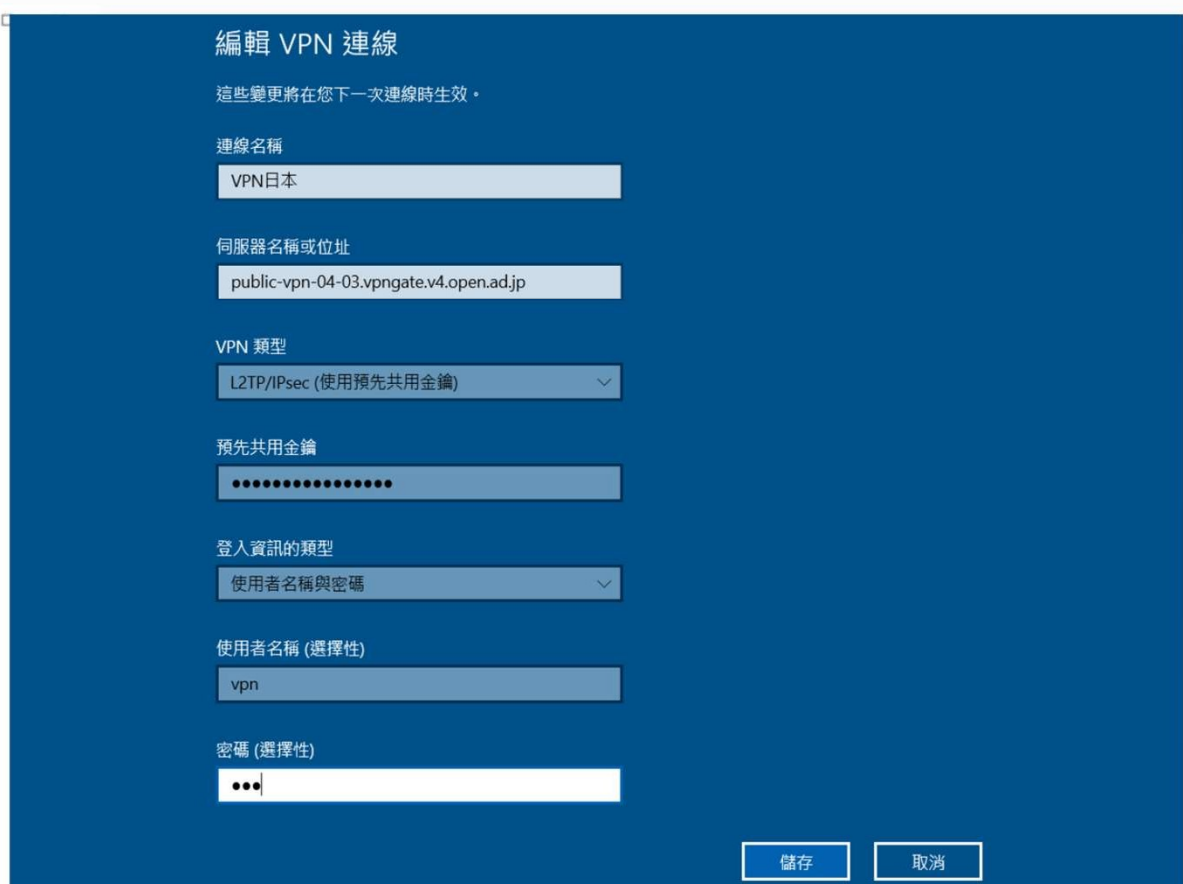 編輯 VPN 連線
這些變更將在您下一次連線時生效。
連線名稱
VPN日本
伺服器名稱或位址
public-vpn-04-03.vpngate.v4.open.ad.jp
VPN 類型
L2TP/IPsec (使用預先共用金鑰)
預先共用金鑰
••••••••••••••••
登入資訊的類型
使用者名稱與密碼
使用者名稱 (選擇性)
vpn
密碼 (選擇性)
•••
儲存 取消